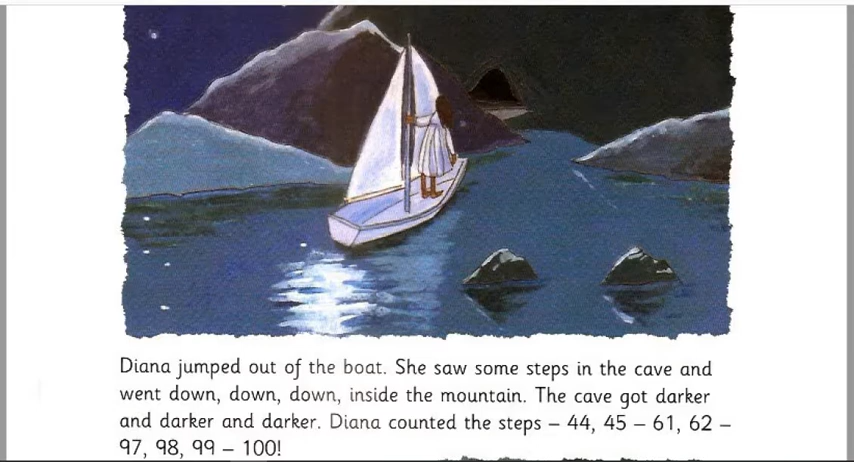 Diana jumped out of the boat. She saw some steps in the cave and
went down, down, down, inside the mountain. The cave got darker
and darker and darker. Diana counted the steps – 44, 45 – 61, 62 –
97, 98, 99 – 100!